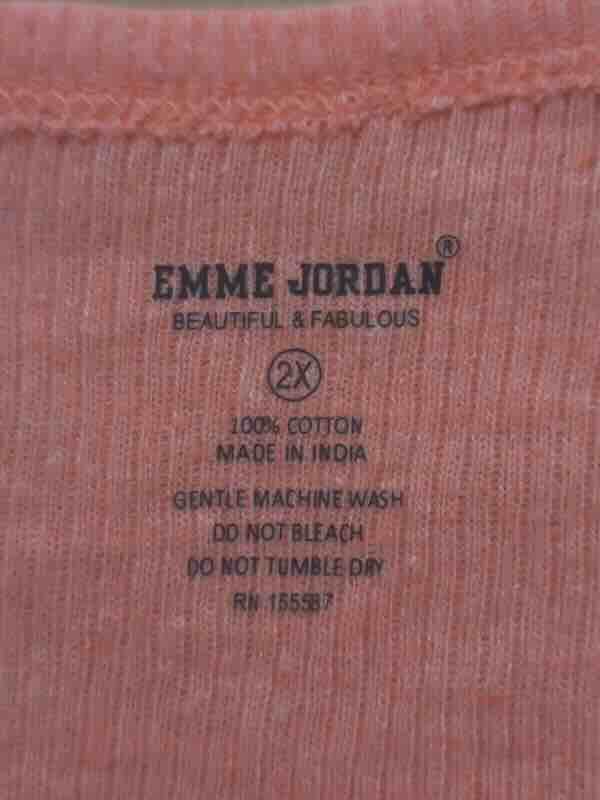 EMME JORDAN®
BEAUTIFUL & FABULOUS
2X
100% COTTON
MADE IN INDIA
GENTLE MACHINE WASH
DO NOT BLEACH
DO NOT TUMBLE DRY
RN 155587